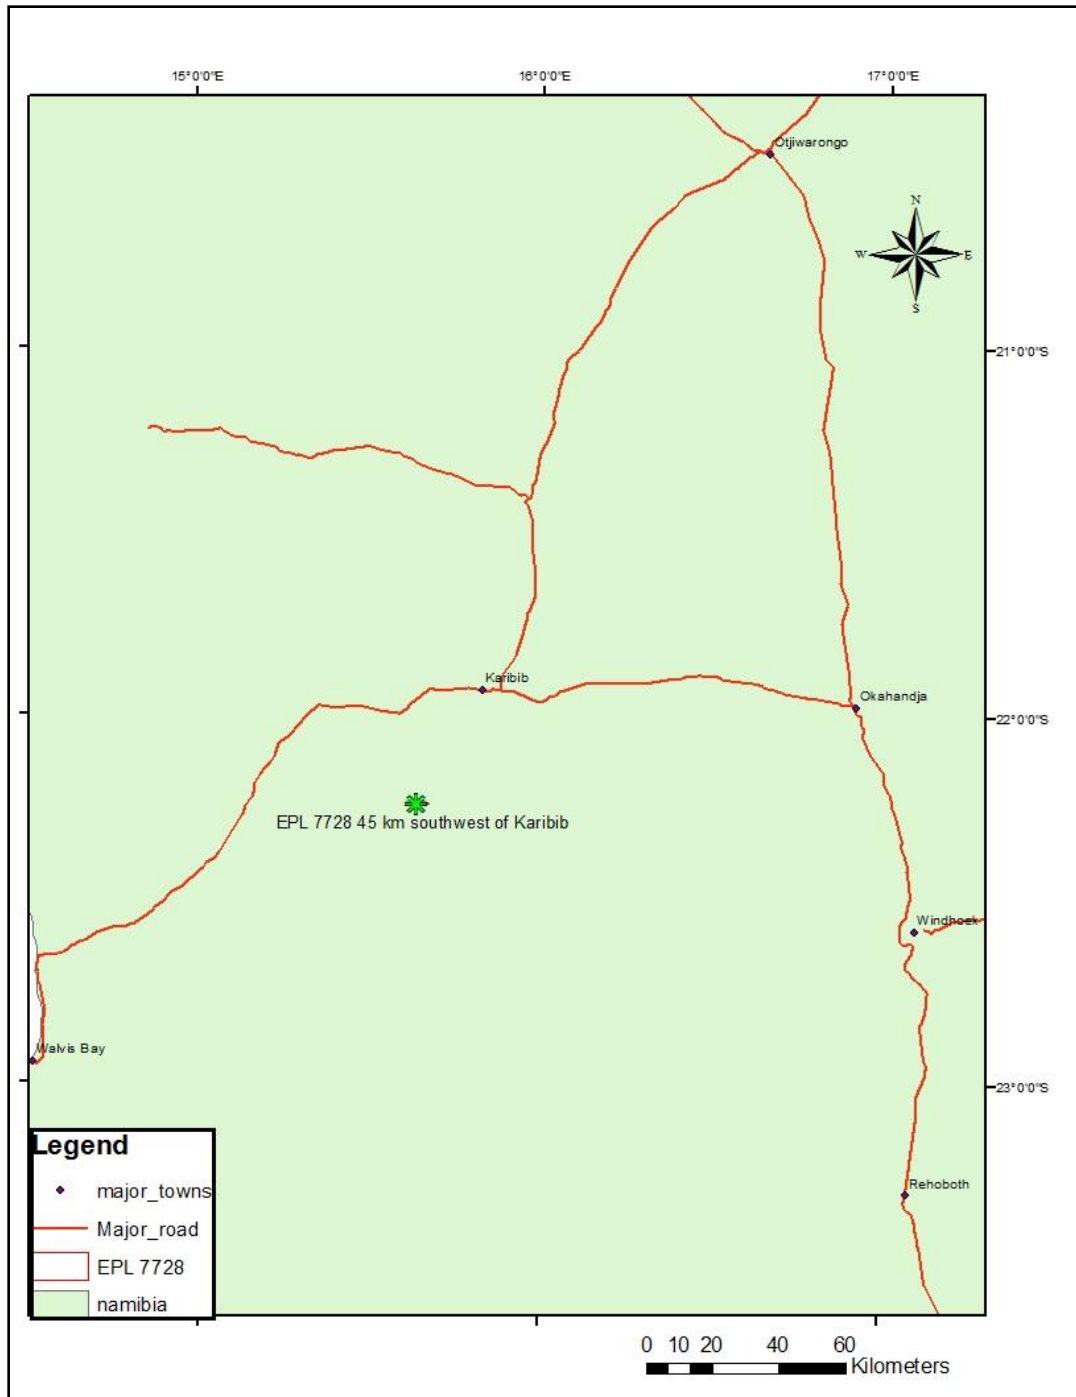 15°0'0"E 16°0'0"E 17°0'0"E
Otjiwarongo
N
W E
S
21°0'0"S
Karibib
Okahandja
22°0'0"S
EPL 7728 45 km southwest of Karibib
Windhoek
Walvis Bay
23°0'0"S
Legend
major_towns
Major_road
EPL 7728
namibia
Rehoboth
0 10 20 40 60
Kilometers